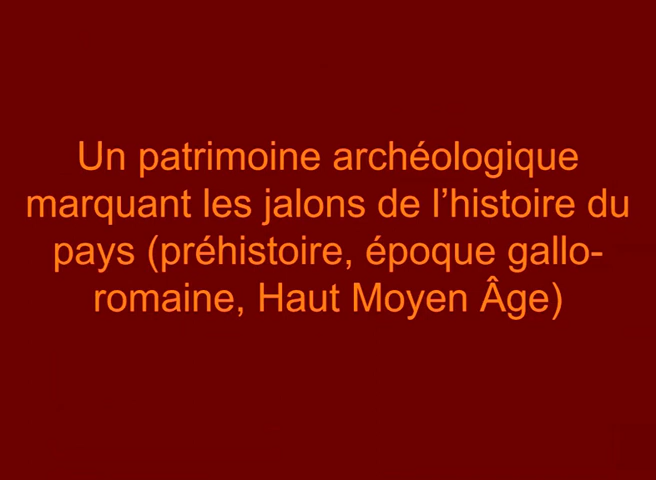 Un patrimoine archéologique
marquant les jalons de l’histoire du
pays (préhistoire, époque gallo-
romaine, Haut Moyen Âge)